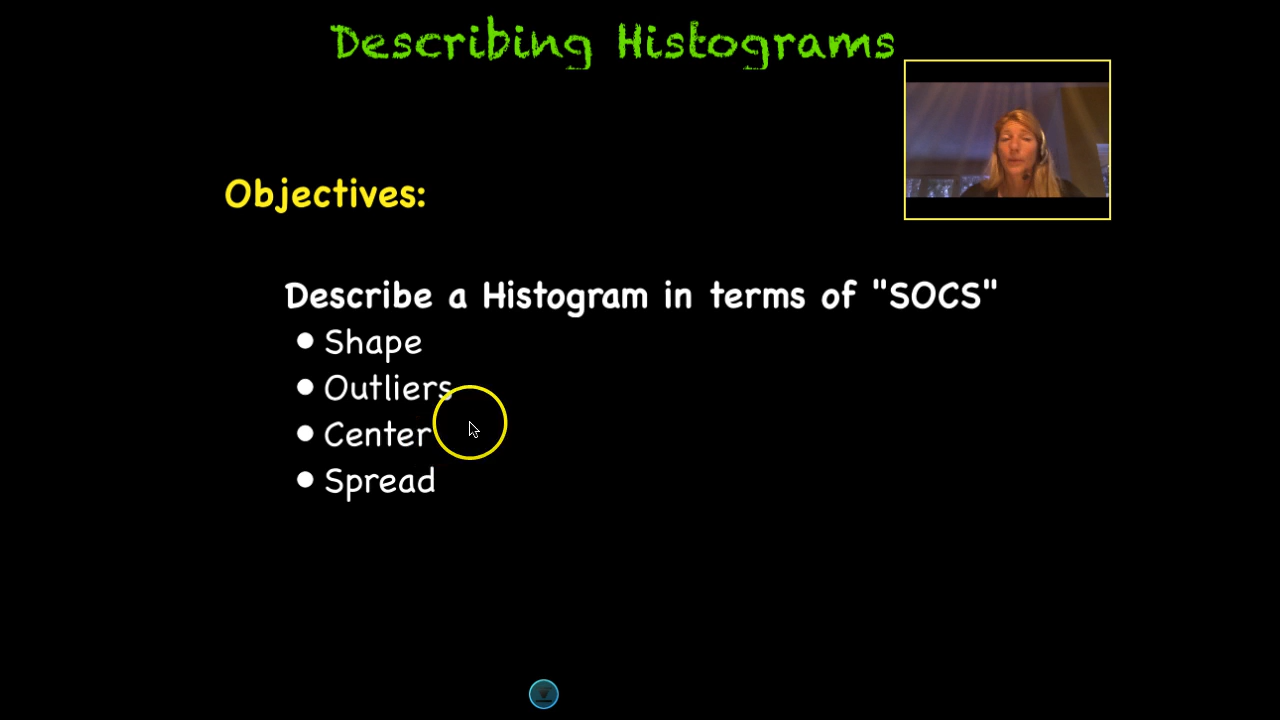 Describing Histograms
Objectives:
Describe a Histogram in terms of "SOCS"
• Shape
• Outliers
• Center
• Spread